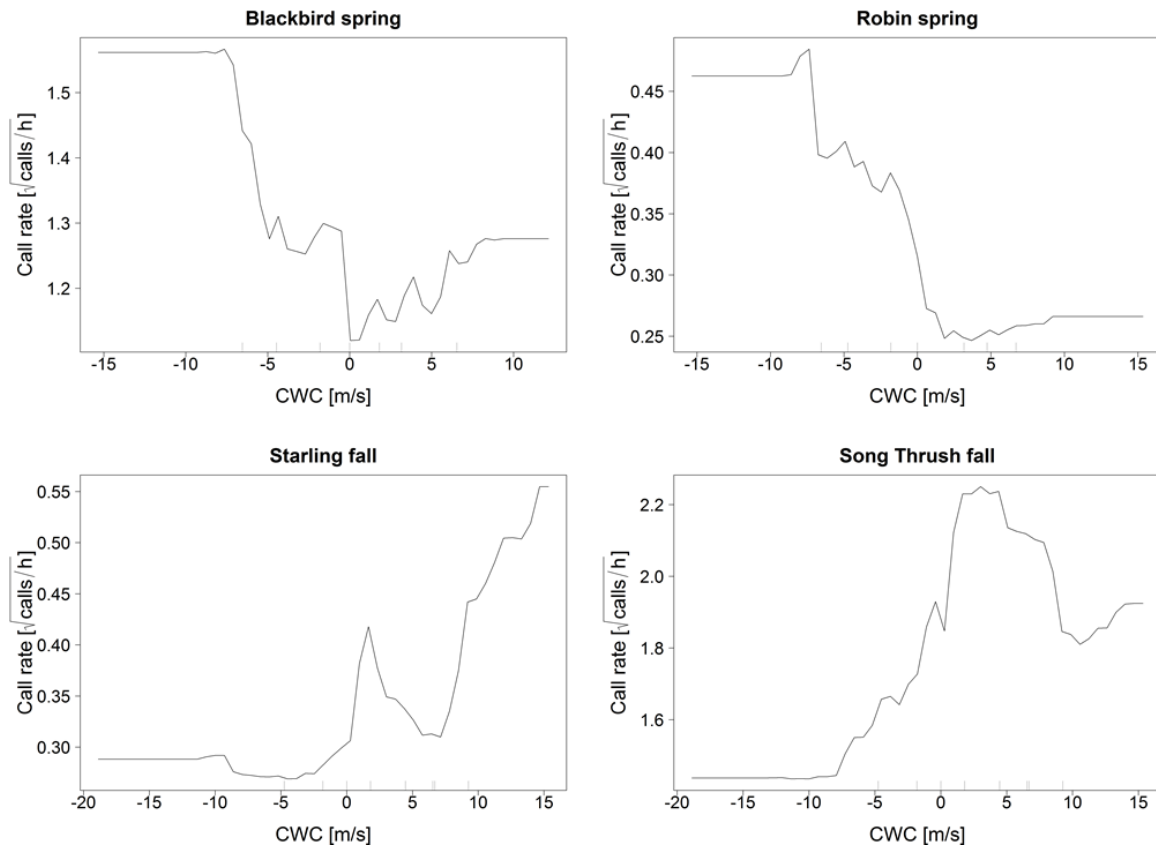 Blackbird spring
Call rate [√calls/h]
1.5
1.4
1.3
1.2
-15 -10 -5 0 5 10
CWC [m/s]
Robin spring
Call rate [√calls/h]
0.45
0.40
0.35
0.30
0.25
-15 -10 -5 0 5 10 15
CWC [m/s]
Starling fall
Call rate [√calls/h]
0.55
0.50
0.45
0.40
0.35
0.30
-20 -15 -10 -5 0 5 10 15
CWC [m/s]
Song Thrush fall
Call rate [√calls/h]
2.2
2.0
1.8
1.6
-20 -15 -10 -5 0 5 10 15
CWC [m/s]